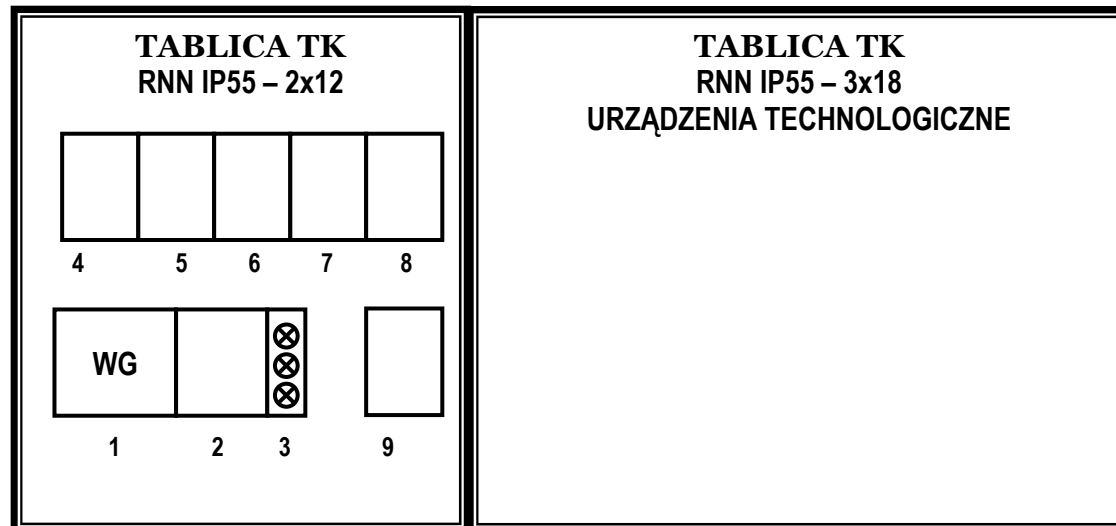 TABLICA TK
RNN IP55 – 2x12
4 5 6 7 8
WG
1 2 3 9
TABLICA TK
RNN IP55 – 3x18
URZĄDZENIA TECHNOLOGICZNE